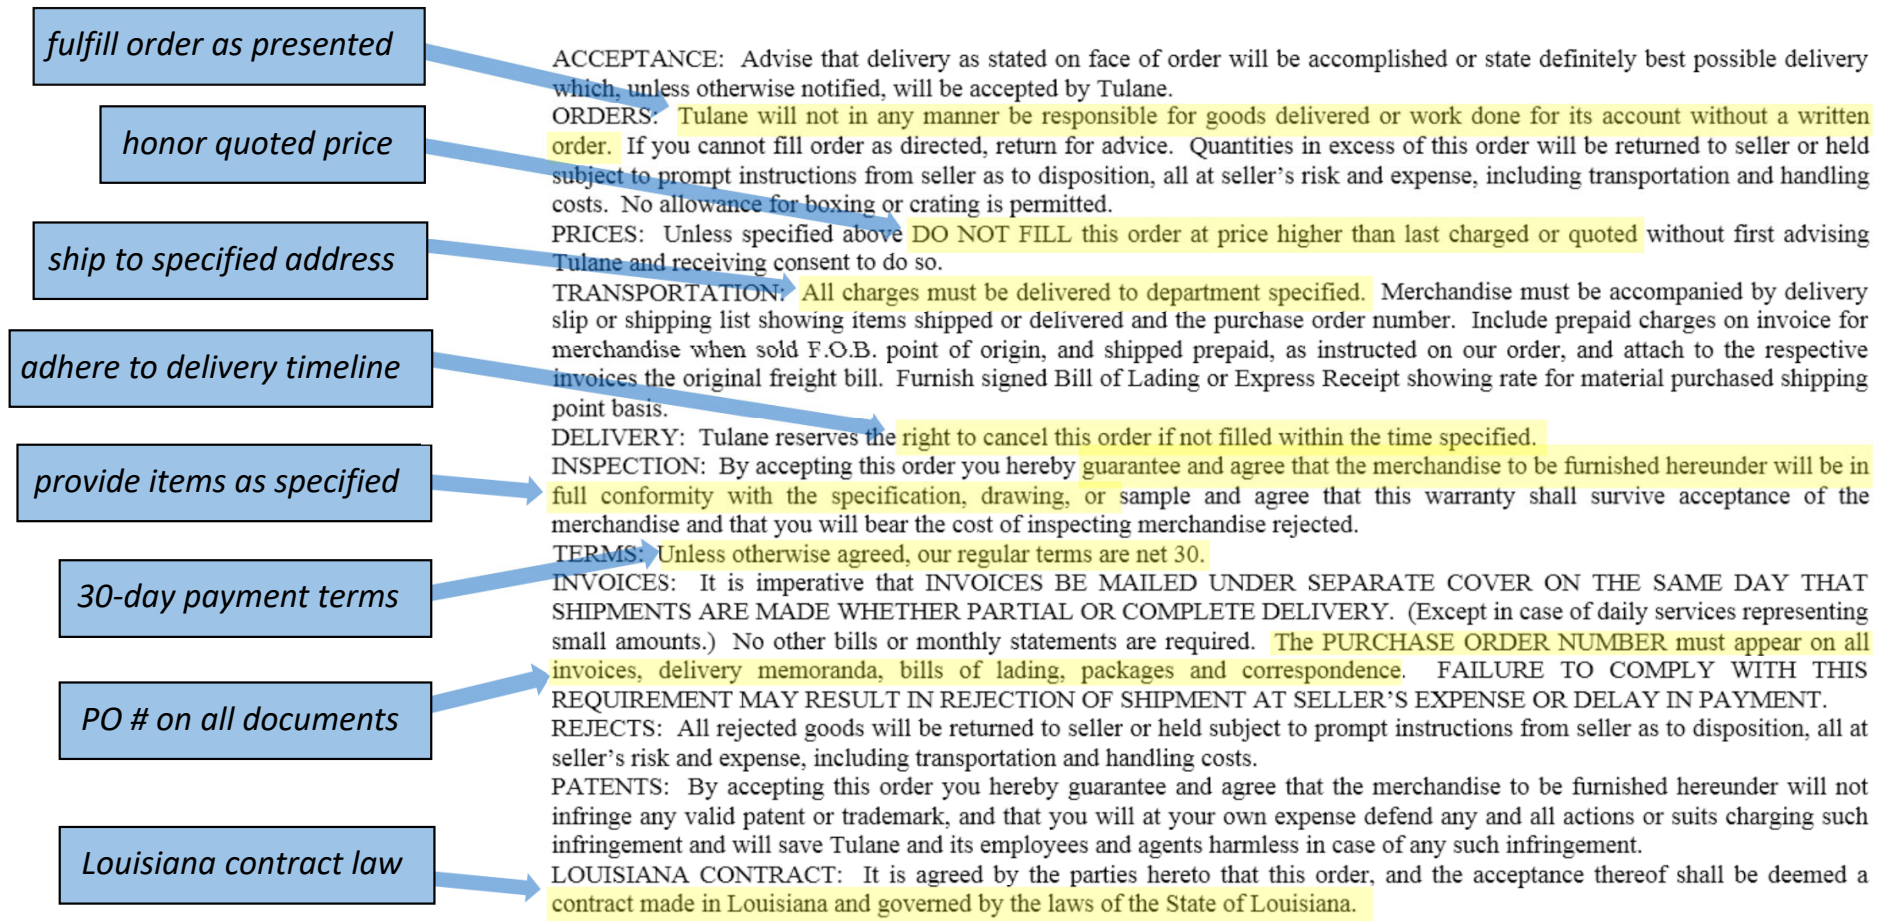 fulfill order as presented
honor quoted price
ship to specified address
adhere to delivery timeline
provide items as specified
30-day payment terms
PO # on all documents
Louisiana contract law
ACCEPTANCE: Advise that delivery as stated on face of order will be accomplished or state definitely best possible delivery
which, unless otherwise notified, will be accepted by Tulane.
ORDERS: Tulane will not in any manner be responsible for goods delivered or work done for its account without a written
order. If you cannot fill order as directed, return for advice. Quantities in excess of this order will be returned to seller or held
subject to prompt instructions from seller as to disposition, all at seller's risk and expense, including transportation and handling
costs. No allowance for boxing or crating is permitted.
PRICES: Unless specified above DO NOT FILL this order at price higher than last charged or quoted without first advising
Tulane and receiving consent to do so.
TRANSPORTATION: All charges must be delivered to department specified. Merchandise must be accompanied by delivery
slip or shipping list showing items shipped or delivered and the purchase order number. Include prepaid charges on invoice for
merchandise when sold F.O.B. point of origin, and shipped prepaid, as instructed on our order, and attach to the respective
invoices the original freight bill. Furnish signed Bill of Lading or Express Receipt showing rate for material purchased shipping
point basis.
DELIVERY: Tulane reserves the right to cancel this order if not filled within the time specified.
INSPECTION: By accepting this order you hereby guarantee and agree that the merchandise to be furnished hereunder will be in
full conformity with the specification, drawing, or sample and agree that this warranty shall survive acceptance of the
merchandise and that you will bear the cost of inspecting merchandise rejected.
TERMS: Unless otherwise agreed, our regular terms are net 30.
INVOICES: It is imperative that INVOICES BE MAILED UNDER SEPARATE COVER ON THE SAME DAY THAT
SHIPMENTS ARE MADE WHETHER PARTIAL OR COMPLETE DELIVERY. (Except in case of daily services representing
small amounts.) No other bills or monthly statements are required. The PURCHASE ORDER NUMBER must appear on all
invoices, delivery memoranda, bills of lading, packages and correspondence. FAILURE TO COMPLY WITH THIS
REQUIREMENT MAY RESULT IN REJECTION OF SHIPMENT AT SELLER'S EXPENSE OR DELAY IN PAYMENT.
REJECTS: All rejected goods will be returned to seller or held subject to prompt instructions from seller as to disposition, all at
seller's risk and expense, including transportation and handling costs.
PATENTS: By accepting this order you hereby guarantee and agree that the merchandise to be furnished hereunder will not
infringe any valid patent or trademark, and that you will at your own expense defend any and all actions or suits charging such
infringement and will save Tulane and its employees and agents harmless in case of any such infringement.
LOUISIANA CONTRACT: It is agreed by the parties hereto that this order, and the acceptance thereof shall be deemed a
contract made in Louisiana and governed by the laws of the State of Louisiana.